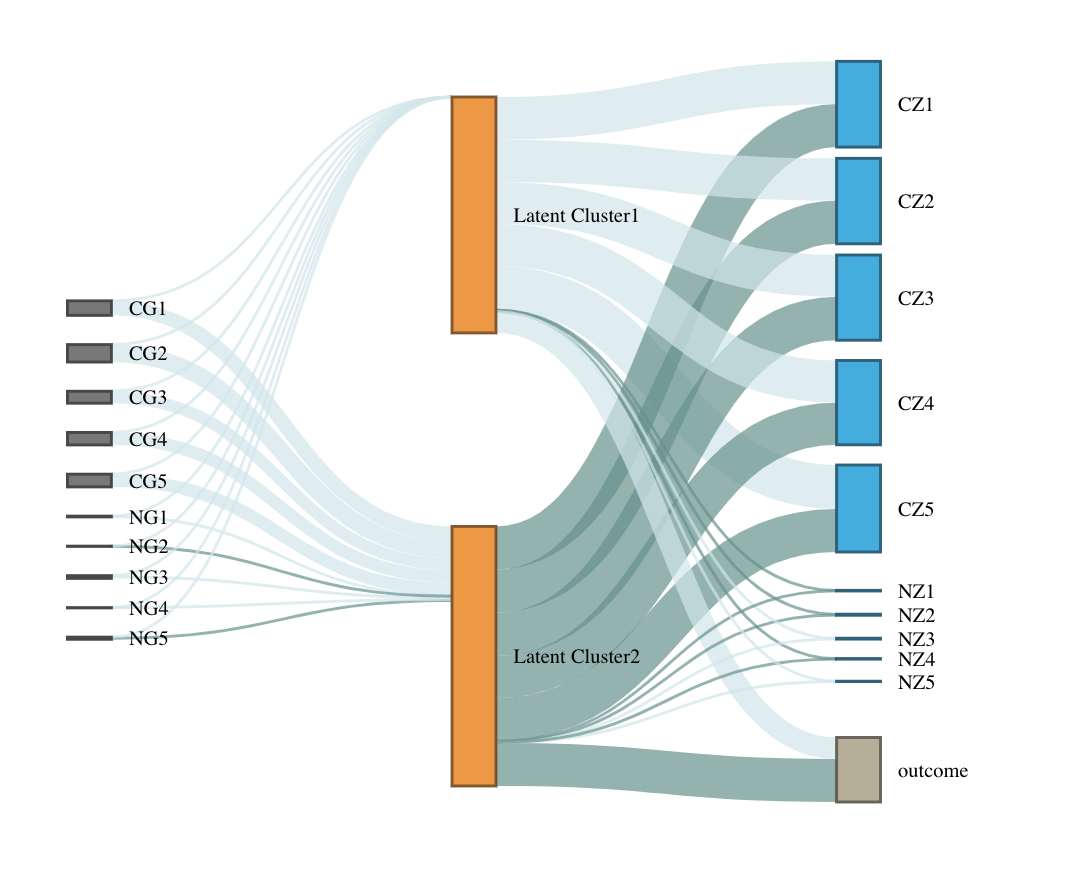 CG1
CG2
CG3
CG4
CG5
NG1
NG2
NG3
NG4
NG5
Latent Cluster1
Latent Cluster2
CZ1
CZ2
CZ3
CZ4
CZ5
NZ1
NZ2
NZ3
NZ4
NZ5
outcome